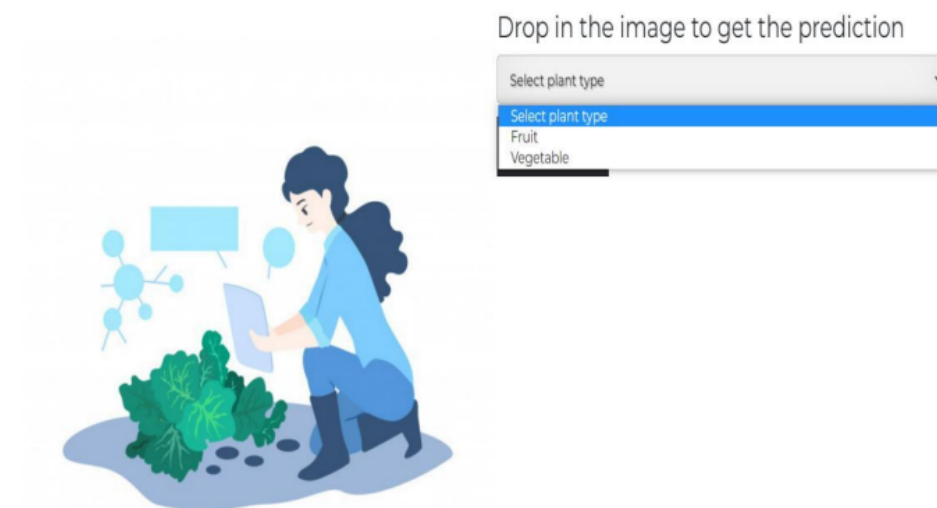 Drop in the image to get the prediction
Select plant type
Select plant type
Fruit
Vegetable